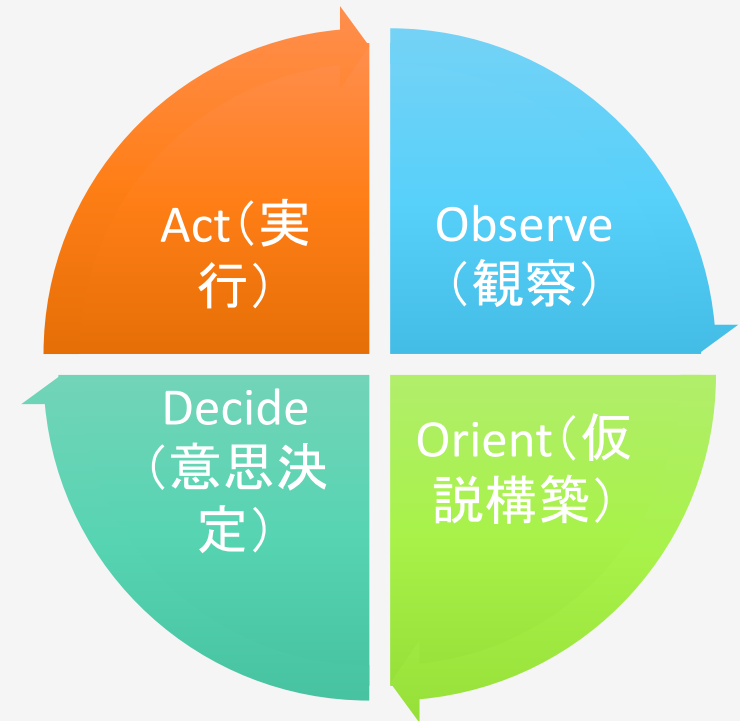 Act（実
行）
Observe
（観察）
Decide
（意思決
定）
Orient（仮
説構築）